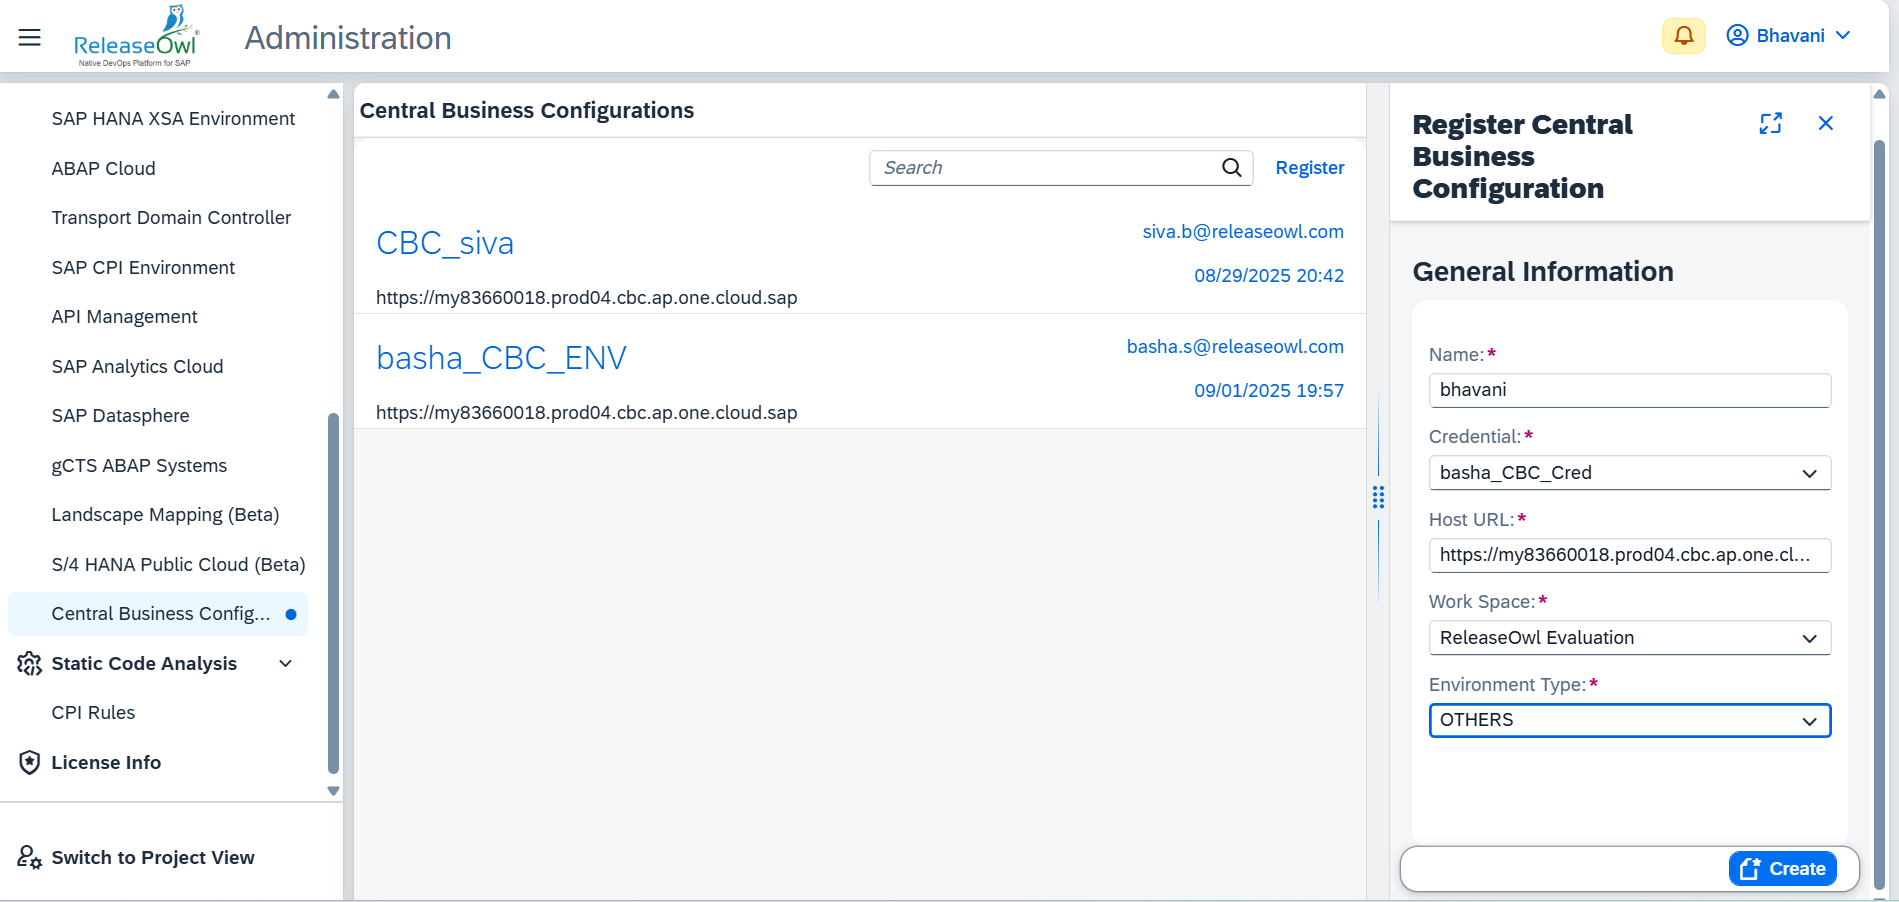 ReleaseOwl
®
Native DevOps Platform for SAP
Administration
Bhavani
SAP HANA XSA Environment
ABAP Cloud
Transport Domain Controller
SAP CPI Environment
API Management
SAP Analytics Cloud
SAP Datasphere
gCTS ABAP Systems
Landscape Mapping (Beta)
S/4 HANA Public Cloud (Beta)
Central Business Config...
Static Code Analysis
CPI Rules
License Info
Switch to Project View
Central Business Configurations
Search
Register
CBC_siva
siva.b@releaseowl.com
08/29/2025 20:42
https://my83660018.prod04.cbc.ap.one.cloud.sap
basha_CBC_ENV
basha.s@releaseowl.com
09/01/2025 19:57
https://my83660018.prod04.cbc.ap.one.cloud.sap
Register Central
Business
Configuration
General Information
Name:*
bhavani
Credential:*
basha_CBC_Cred
Host URL:*
https://my83660018.prod04.cbc.ap.one.cl...
Work Space:*
ReleaseOwl Evaluation
Environment Type:*
OTHERS
Create